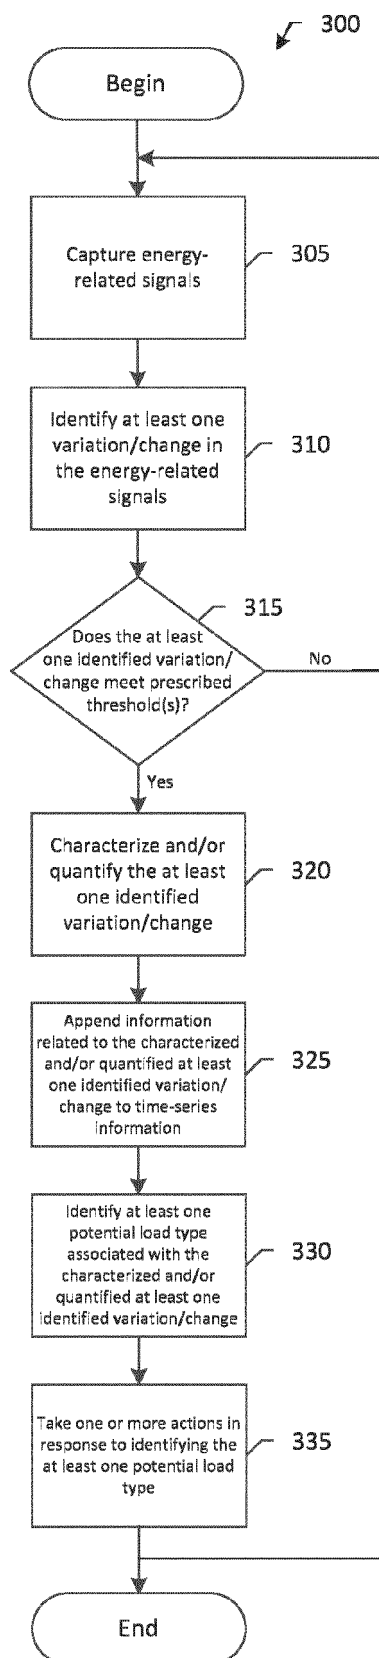 300
Begin
Capture energy-
related signals
305
Identify at least one
variation/change in
the energy-related
signals
310
315
Does the at least
one identified variation/
change meet prescribed
threshold(s)?
No
Yes
Characterize and/or
quantify the at least
one identified
variation/change
320
Append information
related to the characterized
and/or quantified at least
one identified variation/
change to time-series
information
325
Identify at least one
potential load type
associated with the
characterized and/or
quantified at least one
identified variation/change
330
Take one or more actions in
response to identifying the
at least one potential load
type
335
End